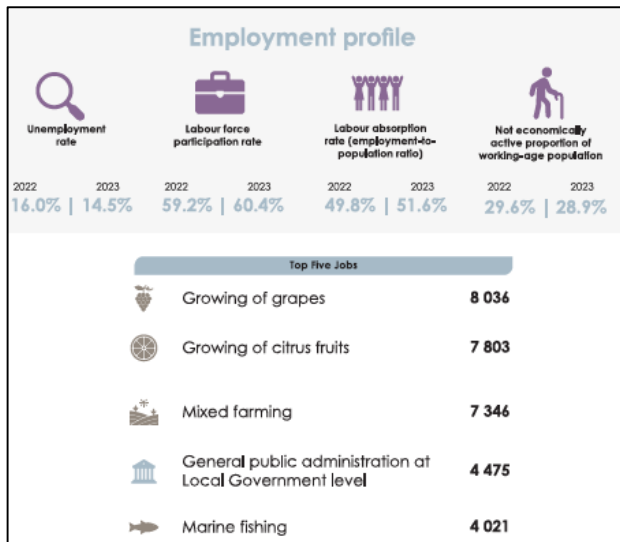 Employment profile
Unemployment
rate
Labour force
participation rate
Labour absorption
rate (employment-to-
population ratio)
Not economically
active proportion of
working-age population
2022 2023
16.0% | 14.5%
2022 2023
59.2% | 60.4%
2022 2023
49.8% | 51.6%
2022 2023
29.6% | 28.9%
Top Five Jobs
Growing of grapes 8 036
Growing of citrus fruits 7 803
Mixed farming 7 346
General public administration at
Local Government level 4 475
Marine fishing 4 021